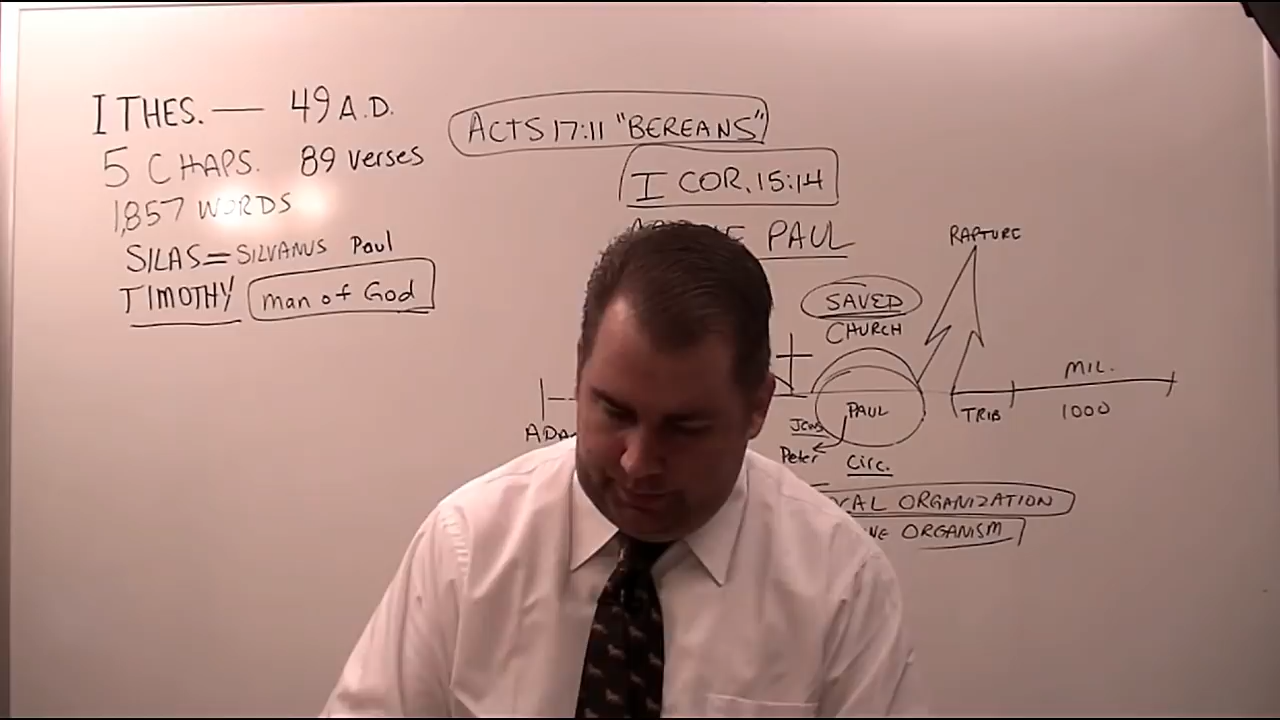 I THES. — 49 A.D.
5 CHAPS. 89 verses
1,857 WORDS
SILAS = SILVANUS Paul
TIMOTHY man of God
ACTS 17:11 "BEREANS"
I COR. 15:14
PAUL
RAPTURE
SAVED
CHURCH
MIL.
PAUL
TRIB
1000
Jews
Peter
Circ.
ORGANIZATION
ORGANISM